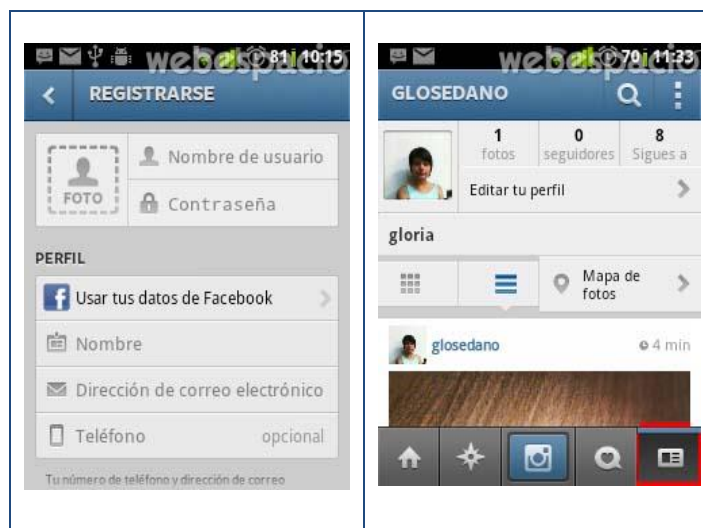 webespacio
81 10:15
REGISTRARSE
FOTO
Nombre de usuario
Contraseña
PERFIL
Usar tus datos de Facebook
Nombre
Dirección de correo electrónico
Teléfono opcional
Tu número de teléfono y dirección de correo
webespacio
70 11:33
GLOSEDANO
1 0 8
fotos seguidores Sigues a
Editar tu perfil
gloria
Mapa de
fotos
glosedano 4 min